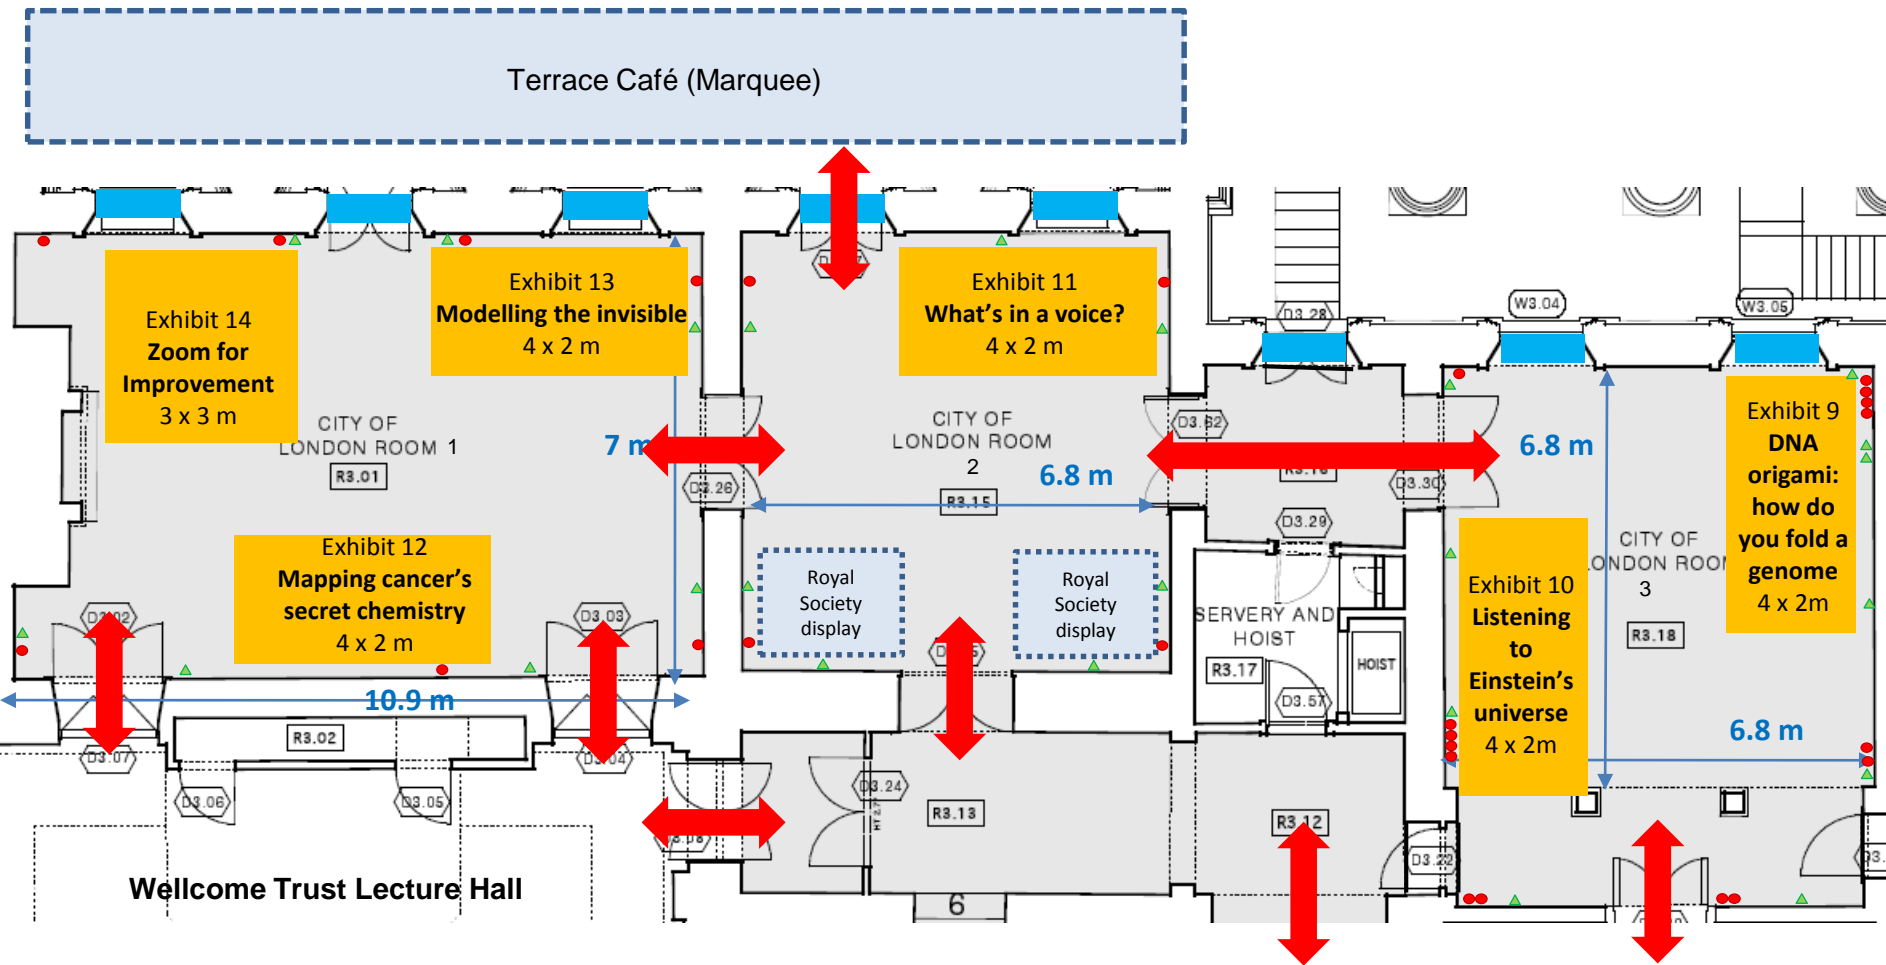 Terrace Café (Marquee)
Exhibit 14
Zoom for
Improvement
3 x 3 m
Exhibit 13
Modelling the invisible
4 x 2 m
Exhibit 11
What's in a voice?
4 x 2 m
D3.28
W3.04
W3.05
CITY OF
LONDON ROOM 1
R3.01
7 m
D3.26
CITY OF
LONDON ROOM
2
R3.15
6.8 m
D3.62
D3.30
6.8 m
Exhibit 9
DNA
origami:
how do
you fold a
genome
4 x 2m
D3.29
Exhibit 12
Mapping cancer's
secret chemistry
4 x 2 m
D3.03
Royal
Society
display
Royal
Society
display
SERVERY AND
HOIST
R3.17
HOIST
D3.57
Exhibit 10
Listening
to
Einstein's
universe
4 x 2m
CITY OF
3
R3.18
10.9 m
6.8 m
R3.02
D3.07
D3.04
D3.06
D3.05
D3.24
R3.13
R3.12
D3.22
Wellcome Trust Lecture Hall
6